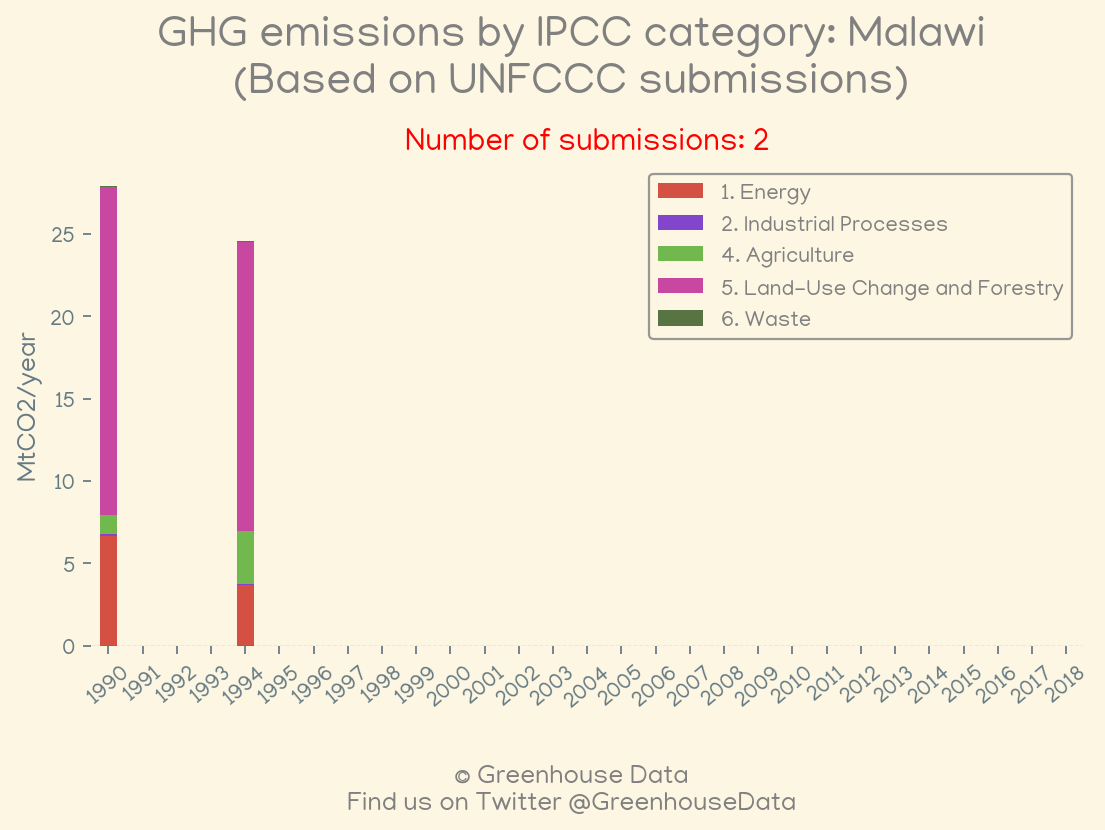 GHG emissions by IPCC category: Malawi
(Based on UNFCCC submissions)
Number of submissions: 2
1. Energy
2. Industrial Processes
4. Agriculture
5. Land-Use Change and Forestry
6. Waste
MtCO2/year
25
20
15
10
5
0
1990 1991 1992 1993 1994 1995 1996 1997 1998 1999 2000 2001 2002 2003 2004 2005 2006 2007 2008 2009 2010 2011 2012 2013 2014 2015 2016 2017 2018
© Greenhouse Data
Find us on Twitter @GreenhouseData